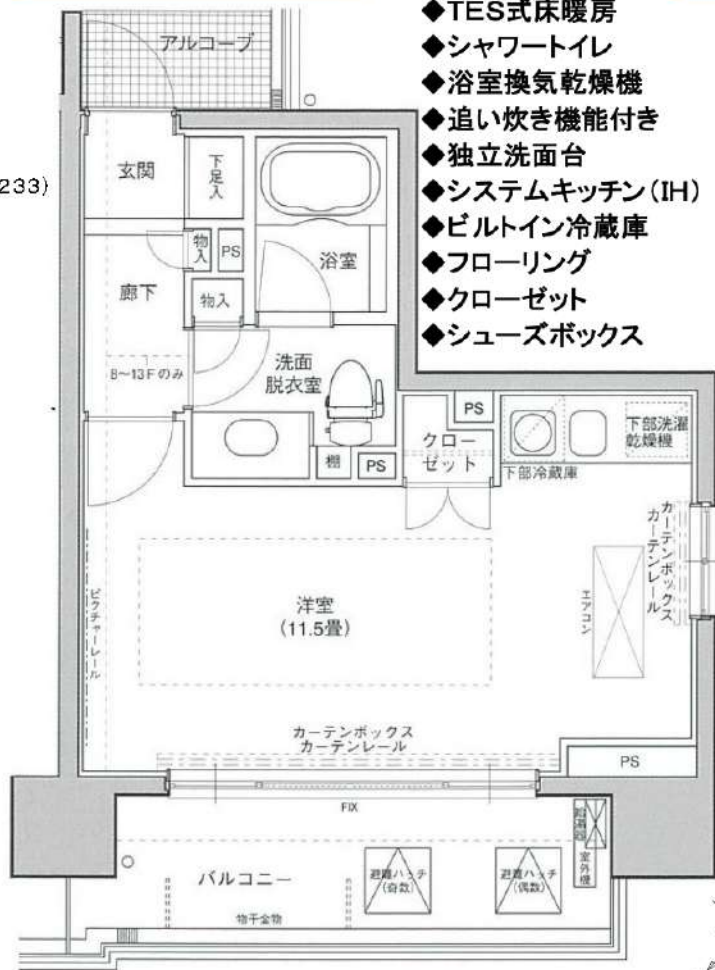 ◆TES式床暖房
◆シャワートイレ
◆浴室換気乾燥機
◆追い炊き機能付き
◆独立洗面台
◆システムキッチン(IH)
◆ビルトイン冷蔵庫
◆フローリング
◆クローゼット
◆シューズボックス
233)
アルコーブ
玄関
下足入
物入
PS
浴室
廊下
物入
8〜13Fのみ
洗面
脱衣室
棚
PS
クロー
ゼット
PS
下部洗濯
乾燥機
下部冷蔵庫
カーテンボックス
カーテンレール
エアコン
ピクチャーレール
洋室
(11.5畳)
カーテンボックス
カーテンレール
PS
FIX
バルコニー
避難ハッチ
(奇数)
避難ハッチ
(偶数)
給湯器
室外機
物干金物